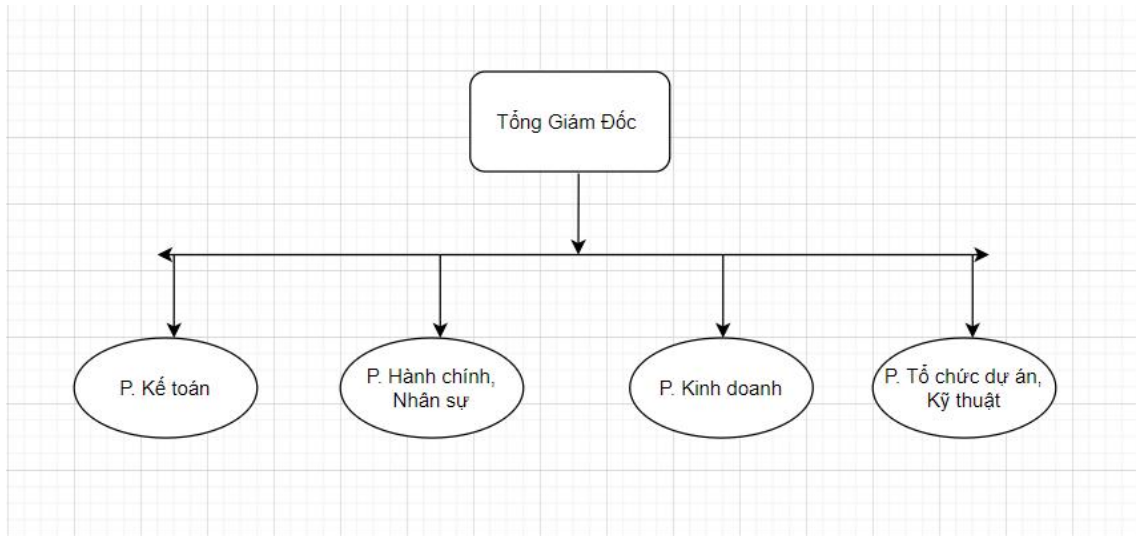 Tổng Giám Đốc
P. Kế toán
P. Hành chính,
Nhân sự
P. Kinh doanh
P. Tổ chức dự án,
Kỹ thuật